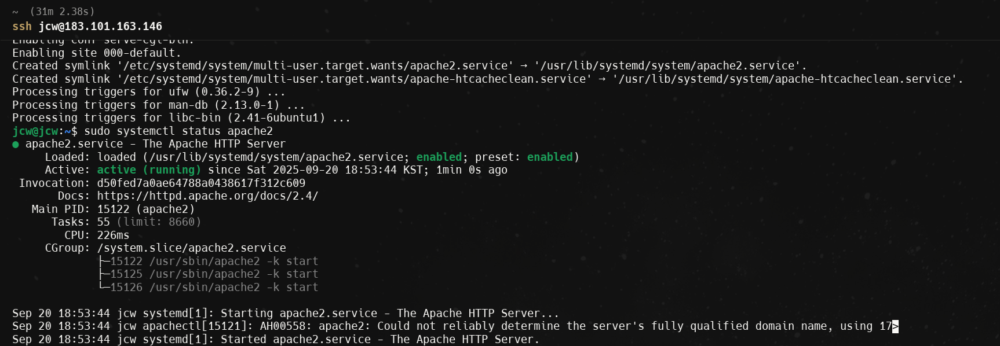 ~  (31m 2.38s)
ssh jcw@183.101.163.146
Enabling conf serve-cgi-bin.
Enabling site 000-default.
Created symlink '/etc/systemd/system/multi-user.target.wants/apache2.service' → '/usr/lib/systemd/system/apache2.service'.
Created symlink '/etc/systemd/system/multi-user.target.wants/apache-htcacheclean.service' → '/usr/lib/systemd/system/apache-htcacheclean.service'.
Processing triggers for ufw (0.36.2-9) ...
Processing triggers for man-db (2.13.0-1) ...
Processing triggers for libc-bin (2.41-6ubuntu1) ...
jcw@jcw:~$ sudo systemctl status apache2
● apache2.service - The Apache HTTP Server
     Loaded: loaded (/usr/lib/systemd/system/apache2.service; enabled; preset: enabled)
     Active: active (running) since Sat 2025-09-20 18:53:44 KST; 1min 0s ago
 Invocation: d50fed7a0ae64788a0438617f312c609
       Docs: https://httpd.apache.org/docs/2.4/
   Main PID: 15122 (apache2)
      Tasks: 55 (limit: 8660)
        CPU: 226ms
     CGroup: /system.slice/apache2.service
             ├─15122 /usr/sbin/apache2 -k start
             ├─15125 /usr/sbin/apache2 -k start
             └─15126 /usr/sbin/apache2 -k start

Sep 20 18:53:44 jcw systemd[1]: Starting apache2.service - The Apache HTTP Server...
Sep 20 18:53:44 jcw apachectl[15121]: AH00558: apache2: Could not reliably determine the server's fully qualified domain name, using 17>
Sep 20 18:53:44 jcw systemd[1]: Started apache2.service - The Apache HTTP Server.